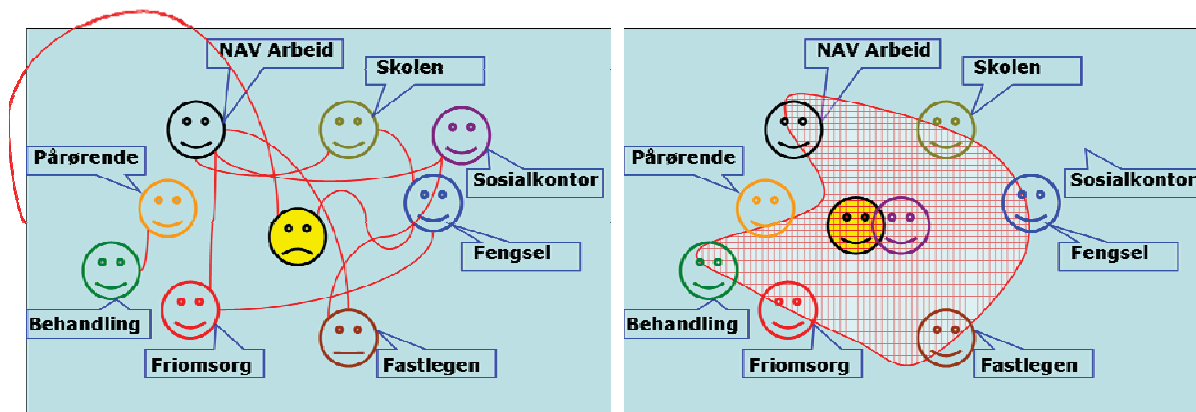 NAV Arbeid
Skolen
Pårørende
Sosialkontor
Fengsel
Behandling
Friomsorg
Fastlegen
NAV Arbeid
Skolen
Pårørende
Sosialkontor
Fengsel
Behandling
Friomsorg
Fastlegen